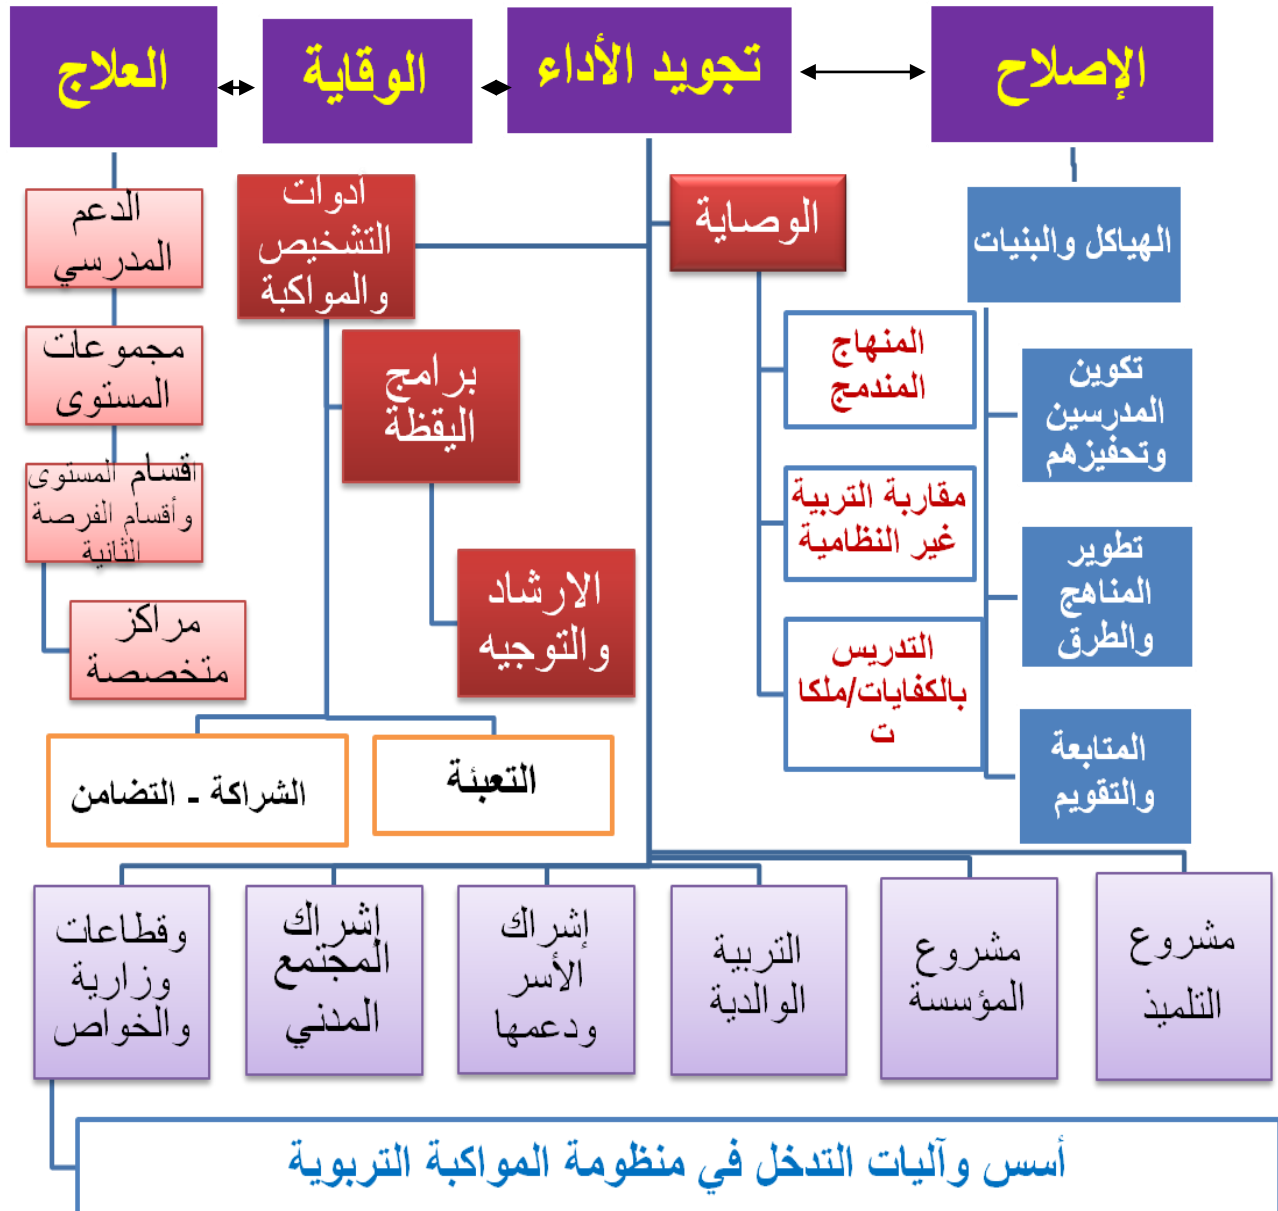 الإصلاح
تجويد الأداء
الوقاية
العلاج
الهياكل والبنيات
تكوين
المدرسين
وتحفيزهم
تطوير
المناهج
والطرق
المتابعة
والتقويم
الوصاية
المنهاج
المندمج
مقاربة التربية
غير النظامية
التدريس
بالكفايات/ملكا
ت
أدوات
التشخيص
والمواكبة
برامج
اليقظة
الارشاد
والتوجيه
التعبئة
الشراكة - التضامن
الدعم
المدرسي
مجموعات
المستوى
اقسام المستوى
وأقسام الفرصة
الثانية
مراكز
متخصصة
مشروع
التلميذ
مشروع
المؤسسة
التربية
الوالدية
إشراك
الأسر
ودعمها
إشراك
المجتمع
المدني
وقطاعات
وزارية
والخواص
أسس وآليات التدخل في منظومة المواكبة التربوية